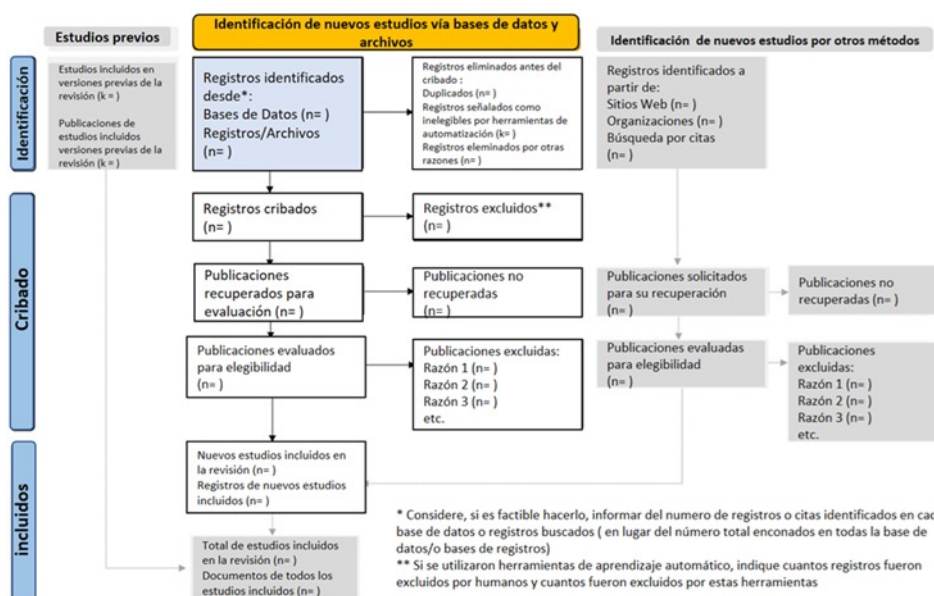 Estudios previos
Identificación de nuevos estudios vía bases de datos y
archivos
Identificación de nuevos estudios por otros métodos
Identificación
Estudios incluidos en
versiones previas de la
revisión (k = )
Publicaciones de
estudios incluidos
versiones previas de la
revisión (k = )
Registros identificados
desde*:
Bases de Datos (n= )
Registros/Archivos
(n= )
Registros eliminados antes del
cribado :
Duplicados (n= )
Registros señalados como
inelegibles por herramientas de
automatización (k= )
Registros eleminados por otras
razones (n= )
Registros identificados a
partir de:
Sitios Web (n= )
Organizaciones (n= )
Búsqueda por citas
(n= )
Cribado
Registros cribados
(n= )
Registros excluidos**
(n= )
Publicaciones
recuperados para
evaluación (n= )
Publicaciones no
recuperadas
(n= )
Publicaciones solicitados
para su recuperación
(n= )
Publicaciones no
recuperadas (n= )
Publicaciones evaluados
para elegibilidad
(n= )
Publicaciones excluidas:
Razón 1 (n= )
Razón 2 (n= )
Razón 3 (n= )
etc.
Publicaciones evaluadas
para elegibilidad
(n= )
Publicaciones
excluidas:
Razón 1 (n= )
Razón 2 (n= )
Razón 3 (n= )
etc.
incluidos
Nuevos estudios incluidos en
la revisión (n= )
Registros de nuevos estudios
incluidos (n= )
Total de estudios incluidos
en la revisión (n= )
Documentos de todos los
estudios incluidos (n= )
* Considere, si es factible hacerlo, informar del numero de registros o citas identificados en cad
base de datos o registros buscados ( en lugar del número total enconados en todas la base de
datos/o bases de registros)
** Si se utilizaron herramientas de aprendizaje automático, indique cuantos registros fueron
excluidos por humanos y cuantos fueron excluidos por estas herramientas